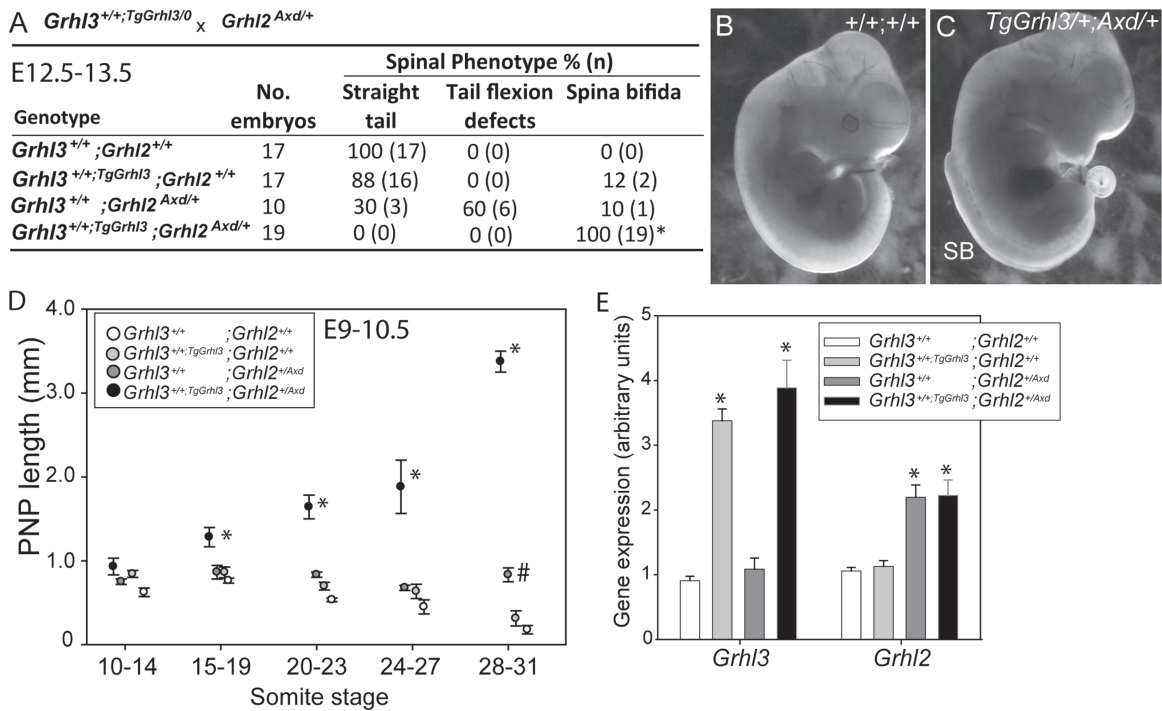 A Grhl3+/+;TgGrhl3/0 x Grhl2Axd/+
E12.5-13.5
Spinal Phenotype % (n)
Genotype No. embryos Straight tail Tail flexion defects Spina bifida
Grhl3+/+ ;Grhl2+/+ 17 100 (17) 0 (0) 0 (0)
Grhl3+/+;TgGrhl3 ;Grhl2+/+ 17 88 (16) 0 (0) 12 (2)
Grhl3+/+ ;Grhl2Axd/+ 10 30 (3) 60 (6) 10 (1)
Grhl3+/+;TgGrhl3 ;Grhl2Axd/+ 19 0 (0) 0 (0) 100 (19)*
B +/+;+/+
C TgGrhl3/+;Axd/+
SB
D
E9-10.5
Grhl3+/+ ;Grhl2+/+
Grhl3+/+;TgGrhl3 ;Grhl2+/+
Grhl3+/+ ;Grhl2+/Axd
Grhl3+/+;TgGrhl3 ;Grhl2+/Axd
PNP length (mm)
4.0
3.0
2.0
1.0
0
* * * * #
10-14 15-19 20-23 24-27 28-31
Somite stage
E
Grhl3+/+ ;Grhl2+/+
Grhl3+/+;TgGrhl3 ;Grhl2+/+
Grhl3+/+ ;Grhl2+/Axd
Grhl3+/+;TgGrhl3 ;Grhl2+/Axd
Gene expression (arbitrary units)
5
4
3
2
1
0
* * * *
Grhl3 Grhl2